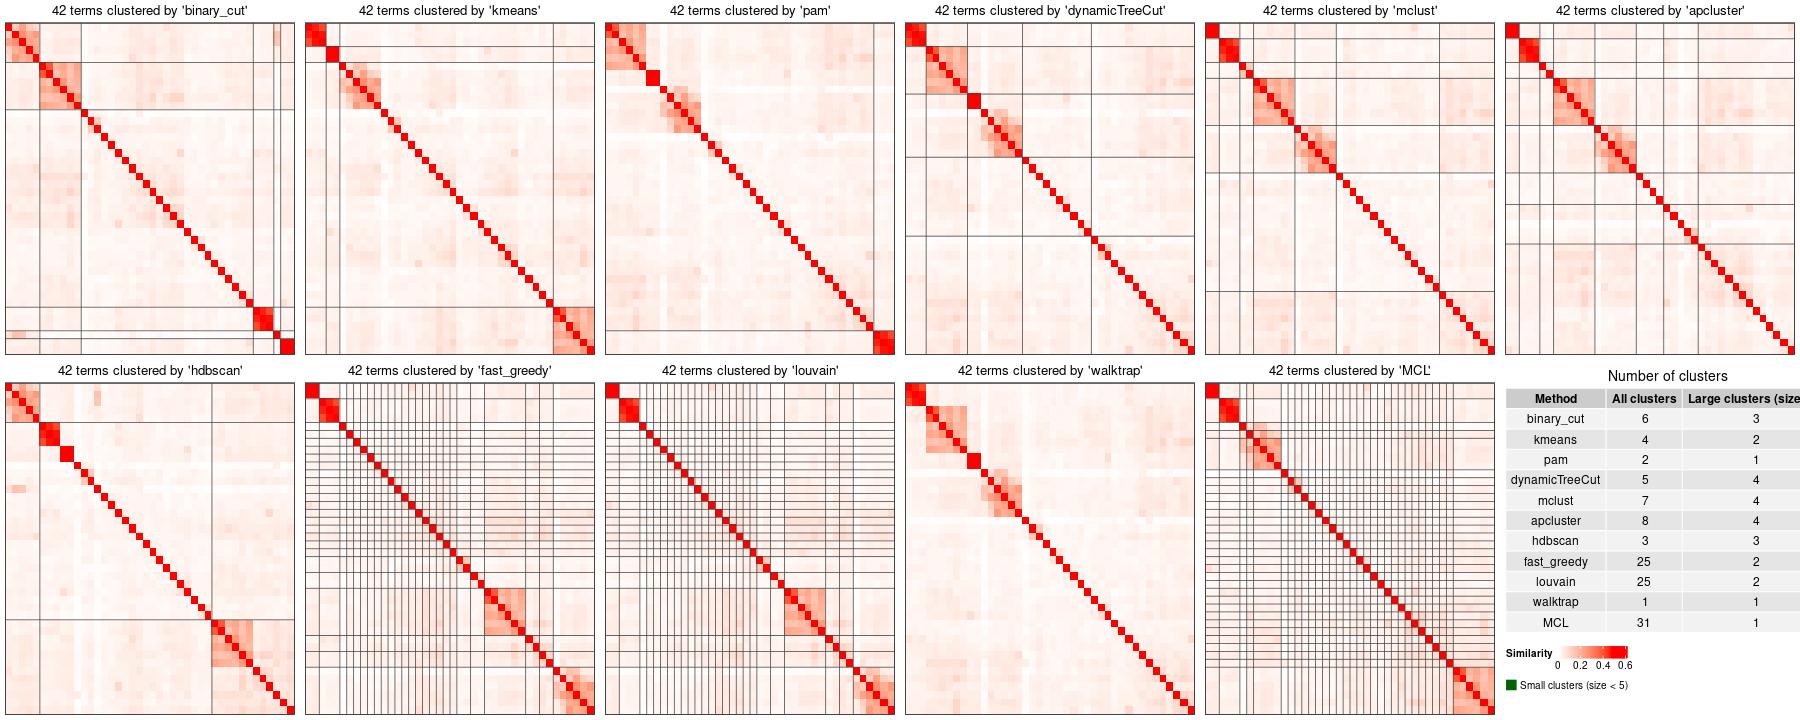 42 terms clustered by 'binary_cut'
42 terms clustered by 'kmeans'
42 terms clustered by 'pam'
42 terms clustered by 'dynamicTreeCut'
42 terms clustered by 'mclust'
42 terms clustered by 'apcluster'
42 terms clustered by 'hdbscan'
42 terms clustered by 'fast_greedy'
42 terms clustered by 'louvain'
42 terms clustered by 'walktrap'
42 terms clustered by 'MCL'
Number of clusters
Method All clusters Large clusters (size
binary_cut 6 3
kmeans 4 2
pam 2 1
dynamicTreeCut 5 4
mclust 7 4
apcluster 8 4
hdbscan 3 3
fast_greedy 25 2
louvain 25 2
walktrap 1 1
MCL 31 1
Similarity
0 0.2 0.4 0.6
Small clusters (size < 5)